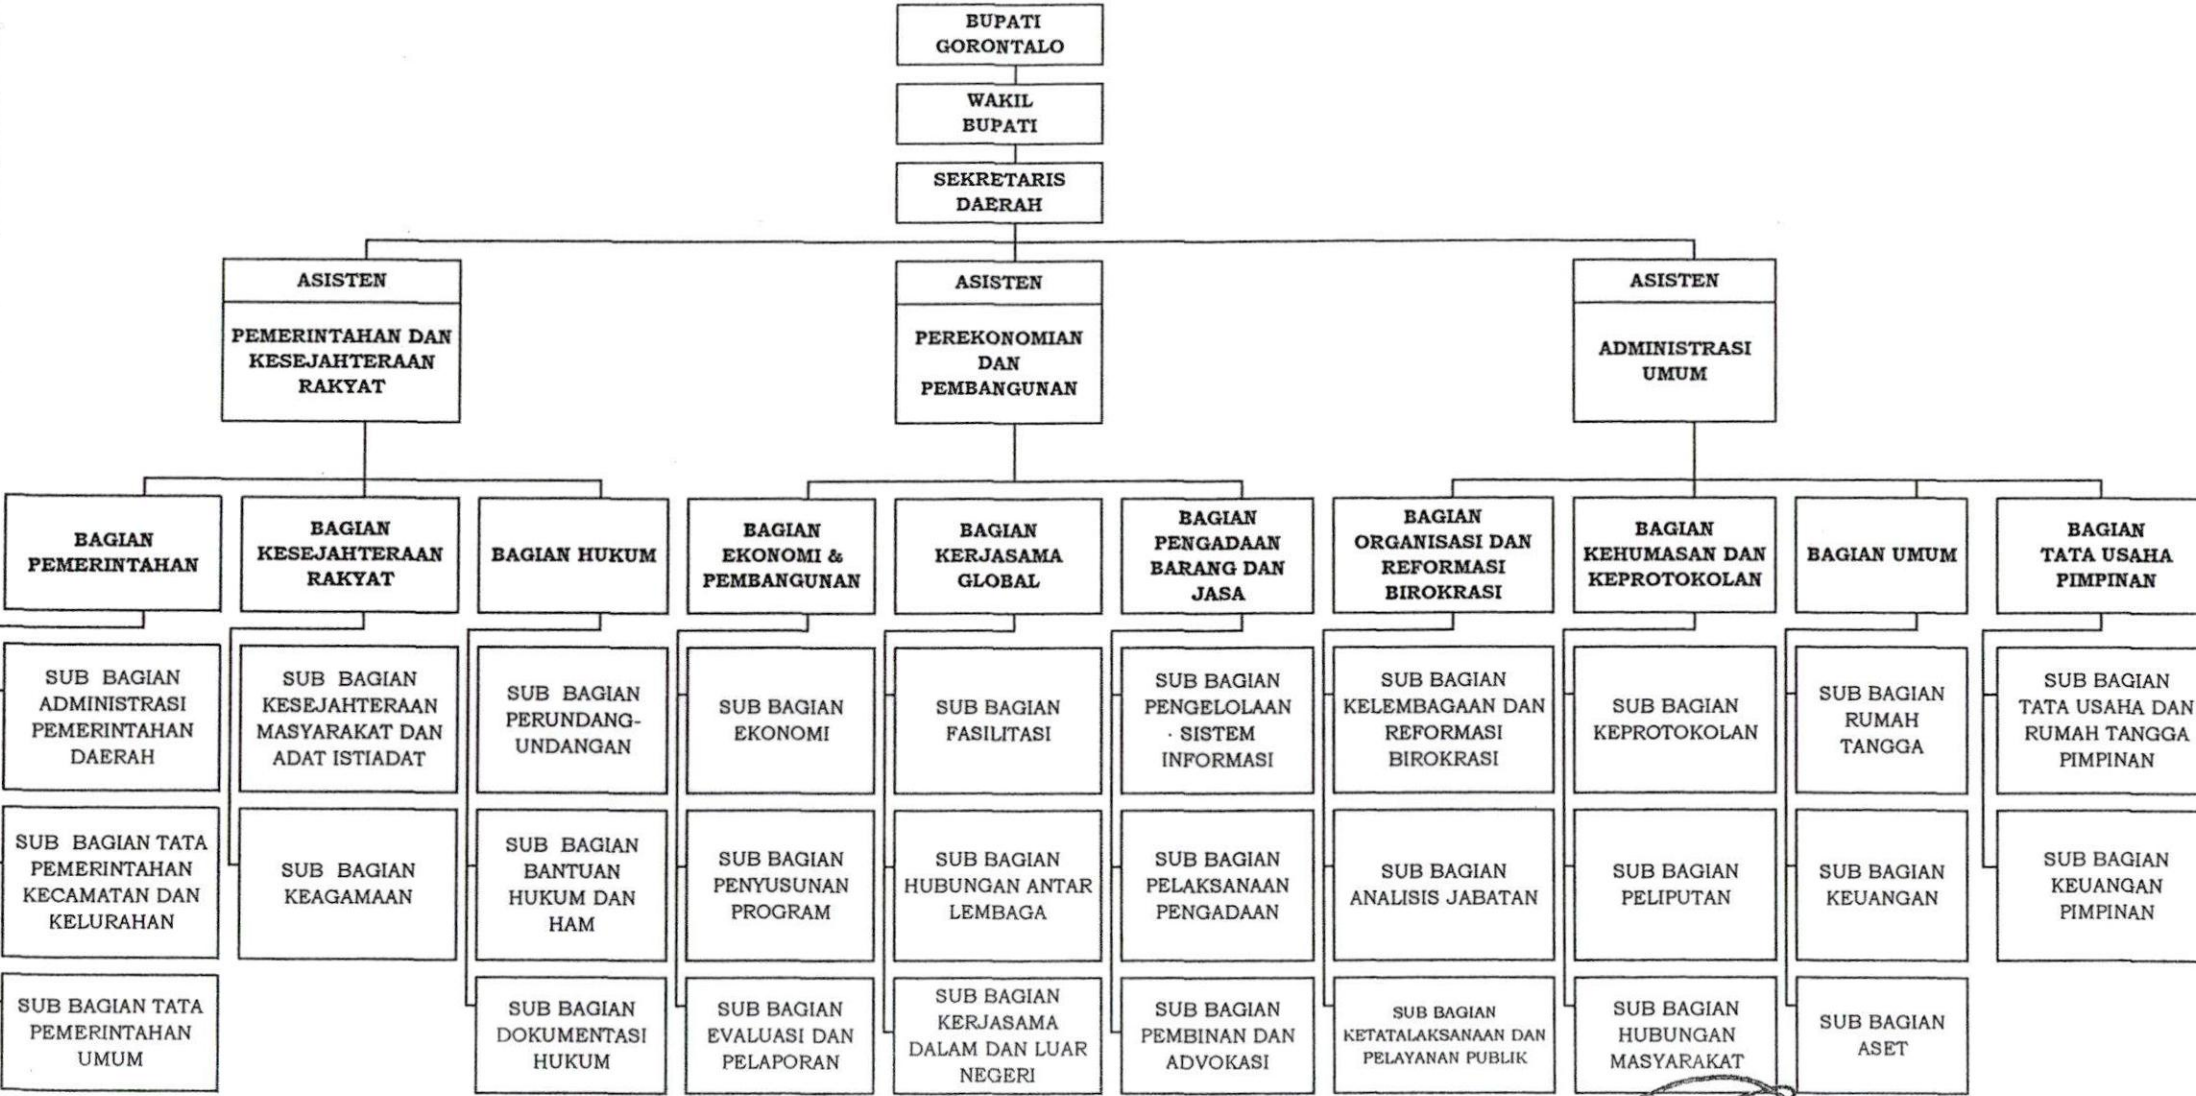 BUPATI
GORONTALO
WAKIL
BUPATI
SEKRETARIS
DAERAH
ASISTEN
PEMERINTAHAN DAN
KESEJAHTERAAN
RAKYAT
ASISTEN
PEREKONOMIAN
DAN
PEMBANGUNAN
ASISTEN
ADMINISTRASI
UMUM
BAGIAN
PEMERINTAHAN
BAGIAN
KESEJAHTERAAN
RAKYAT
BAGIAN HUKUM
BAGIAN
EKONOMI &
PEMBANGUNAN
BAGIAN
KERJASAMA
GLOBAL
BAGIAN
PENGADAAN
BARANG DAN
JASA
BAGIAN
ORGANISASI DAN
REFORMASI
BIROKRASI
BAGIAN
KEHUMASAN DAN
KEPROTOKOLAN
BAGIAN UMUM
BAGIAN
TATA USAHA
PIMPINAN
SUB BAGIAN
ADMINISTRASI
PEMERINTAHAN
DAERAH
SUB BAGIAN
KESEJAHTERAAN
MASYARAKAT DAN
ADAT ISTIADAT
SUB BAGIAN
PERUNDANG-
UNDANGAN
SUB BAGIAN
EKONOMI
SUB BAGIAN
FASILITASI
SUB BAGIAN
PENGELOLAAN
SISTEM
INFORMASI
SUB BAGIAN
KELEMBAGAAN DAN
REFORMASI
BIROKRASI
SUB BAGIAN
KEPROTOKOLAN
SUB BAGIAN
RUMAH
TANGGA
SUB BAGIAN
TATA USAHA DAN
RUMAH TANGGA
PIMPINAN
SUB BAGIAN TATA
PEMERINTAHAN
KECAMATAN DAN
KELURAHAN
SUB BAGIAN
KEAGAMAAN
SUB BAGIAN
BANTUAN
HUKUM DAN
HAM
SUB BAGIAN
PENYUSUNAN
PROGRAM
SUB BAGIAN
HUBUNGAN ANTAR
LEMBAGA
SUB BAGIAN
PELAKSANAAN
PENGADAAN
SUB BAGIAN
ANALISIS JABATAN
SUB BAGIAN
PELIPUTAN
SUB BAGIAN
KEUANGAN
SUB BAGIAN
KEUANGAN
PIMPINAN
SUB BAGIAN TATA
PEMERINTAHAN
UMUM
SUB BAGIAN
DOKUMENTASI
HUKUM
SUB BAGIAN
EVALUASI DAN
PELAPORAN
SUB BAGIAN
KERJASAMA
DALAM DAN LUAR
NEGERI
SUB BAGIAN
PEMBINAN DAN
ADVOKASI
SUB BAGIAN
KETATALAKSANAAN DAN
PELAYANAN PUBLIK
SUB BAGIAN
HUBUNGAN
MASYARAKAT
SUB BAGIAN
ASET